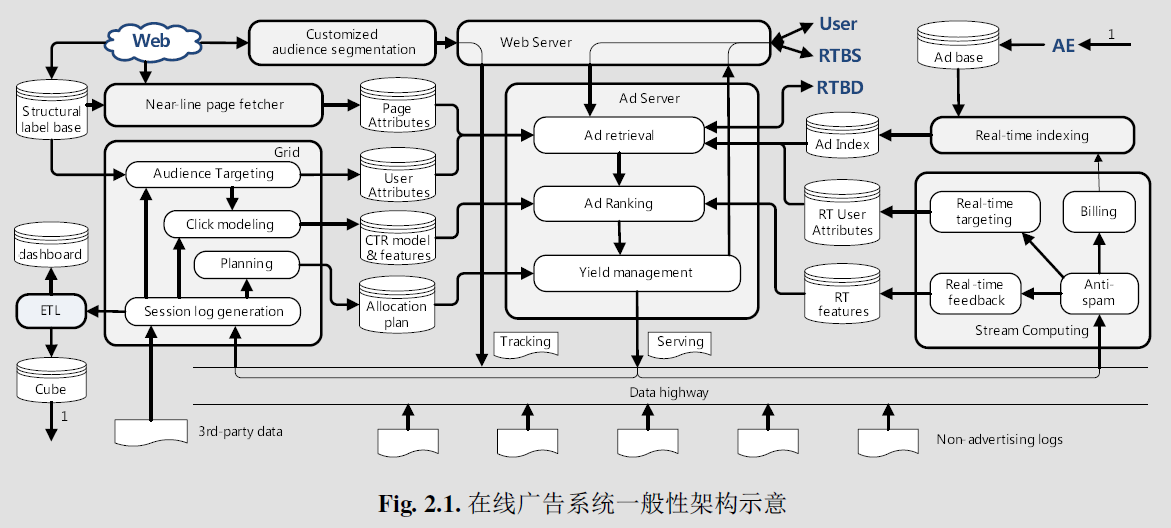 Web
Customized
audience segmentation
Web Server
User
RTBS
RTBD
Ad base
AE
1
Structural
label base
Near-line page fetcher
Page
Attributes
Ad Server
Ad retrieval
Ad Index
Real-time indexing
Grid
Audience Targeting
User
Attributes
Click modeling
CTR model
& features
Ad Ranking
RT User
Attributes
Real-time
targeting
Billing
dashboard
Planning
Allocation
plan
Yield management
RT
features
Real-time
feedback
Anti-
spam
Stream Computing
ETL
Session log generation
Tracking
Serving
Cube
1
Data highway
3rd-party data
Non-advertising logs
Fig. 2.1. 在线广告系统一般性架构示意